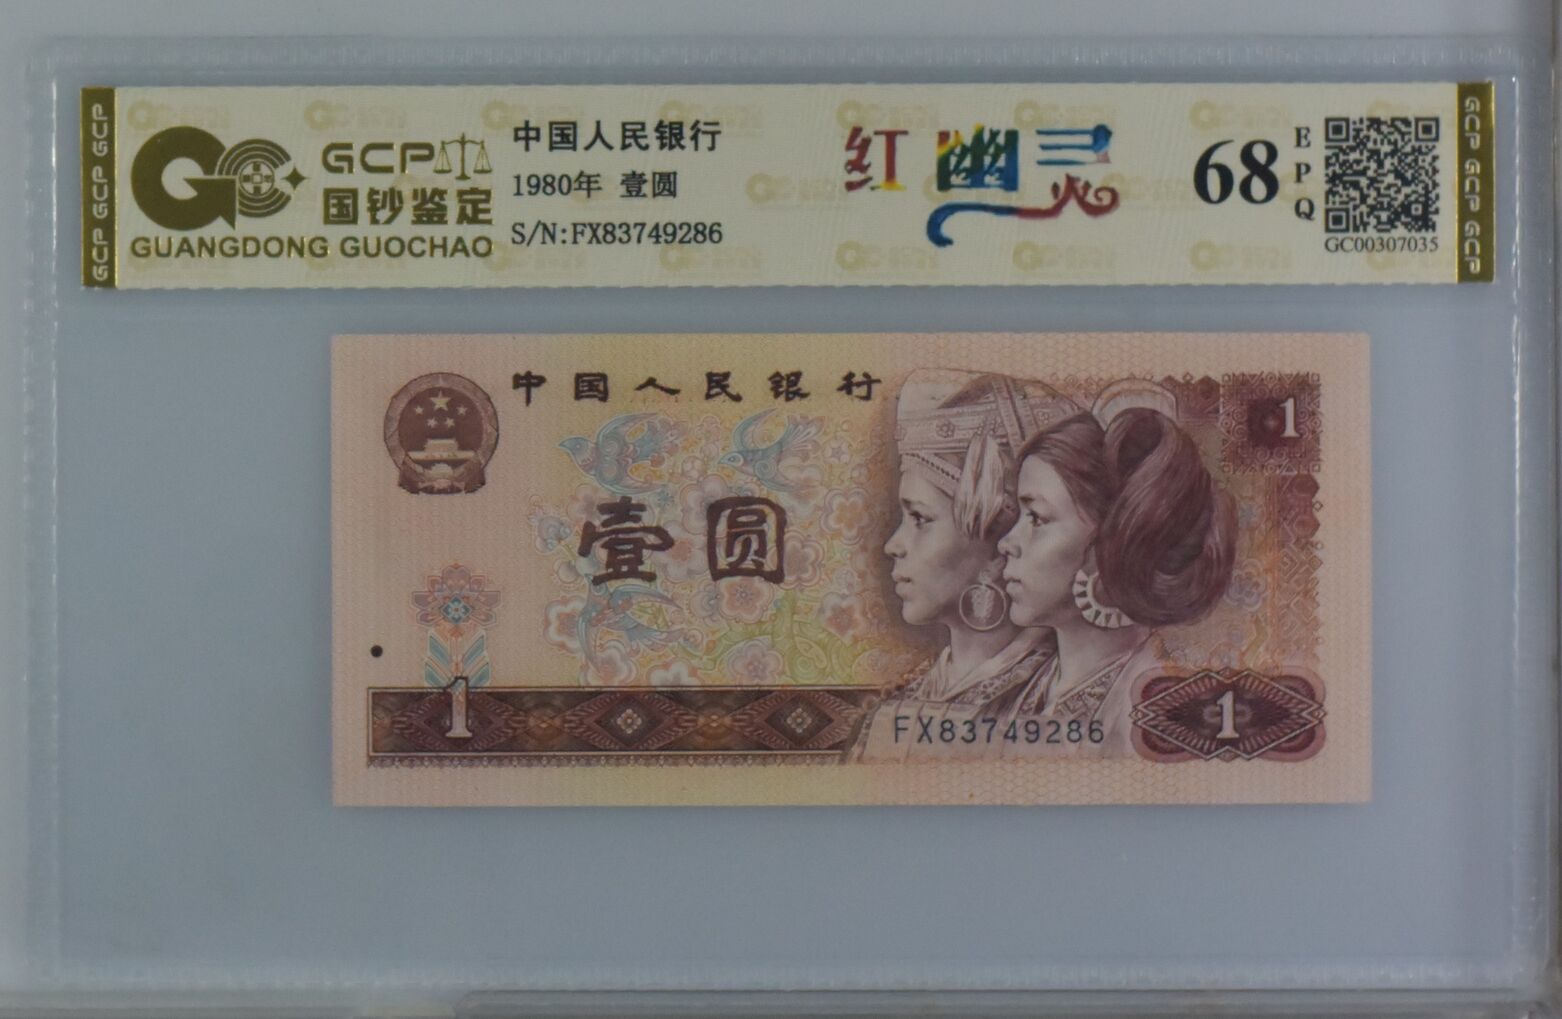 GCP GCP GCP
GCP
国钞鉴定
GUANGDONG GUOCHAO
中国人民银行
1980年 壹圆
S/N:FX83749286
红幽灵
68
EPQ
GC00307035
GCP GCP GCP
中国人民银行
1
壹圆
1
FX83749286
1